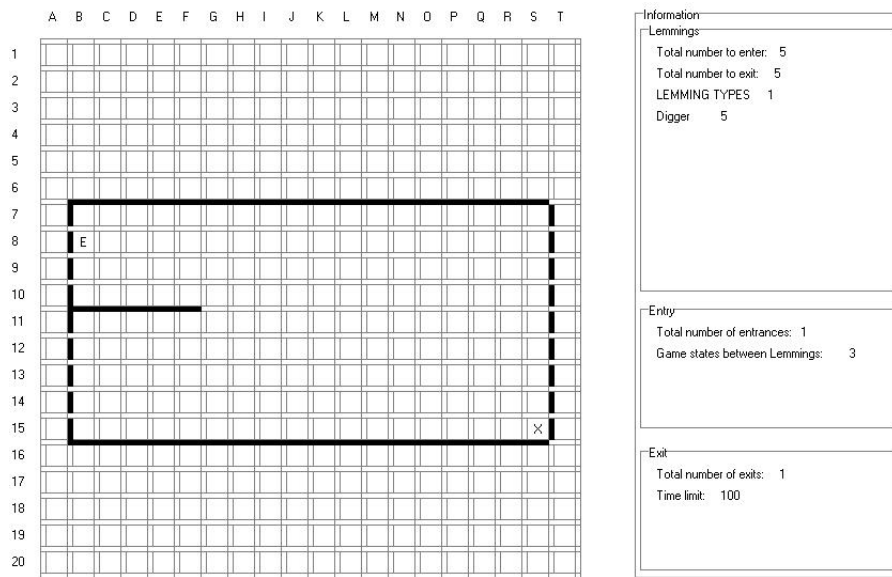 A B C D E F G H I J K L M N O P Q R S T
Information
Lemmings
1
Total number to enter: 5
2
Total number to exit: 5
3
LEMMING TYPES 1
Digger 5
4
5
6
7
8 E
9
10
11
Entry
Total number of entrances: 1
12
Game states between Lemmings: 3
13
14
15 X
16
Exit
Total number of exits: 1
17
Time limit: 100
18
19
20